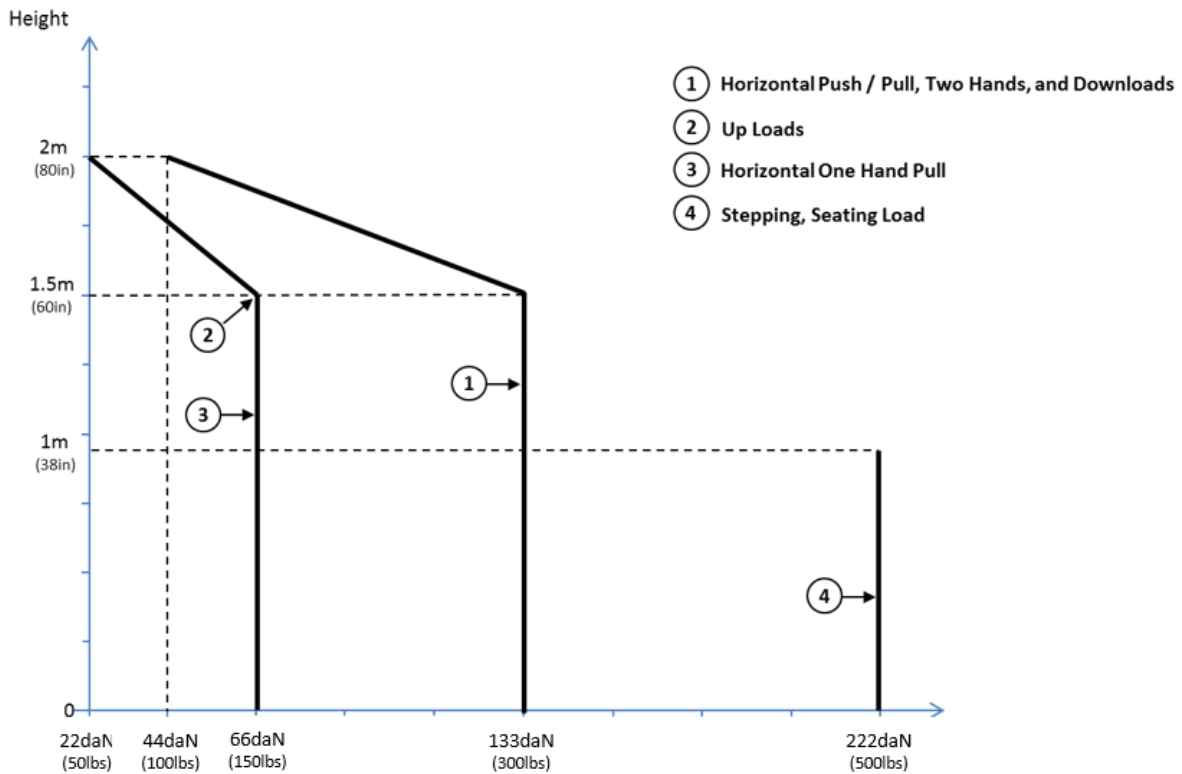 Height
1 Horizontal Push / Pull, Two Hands, and Downloads
2 Up Loads
3 Horizontal One Hand Pull
4 Stepping, Seating Load
2m
(80in)
1.5m
(60in)
2
1
3
1m
(38in)
4
0
22daN 44daN 66daN 133daN 222daN
(50lbs) (100lbs) (150lbs) (300lbs) (500lbs)